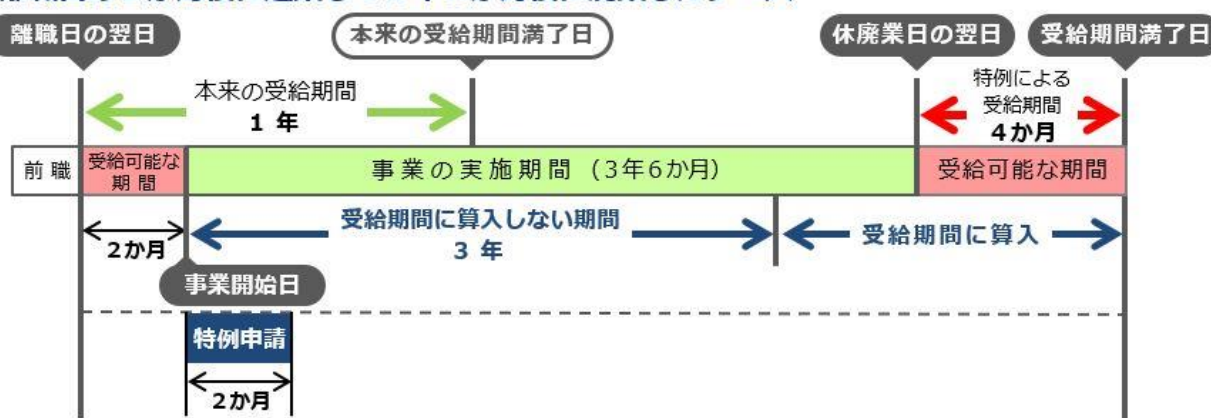 離職日の翌日
本来の受給期間満了日
休廃業日の翌日
受給期間満了日
本来の受給期間
1 年
特例による
受給期間
4か月
前 職
受給可能な
期 間
事 業 の 実 施 期 間 （3年6か月）
受給可能な期間
2か月
受給期間に算入しない期間
3 年
受給期間に算入
事業開始日
特例申請
2か月